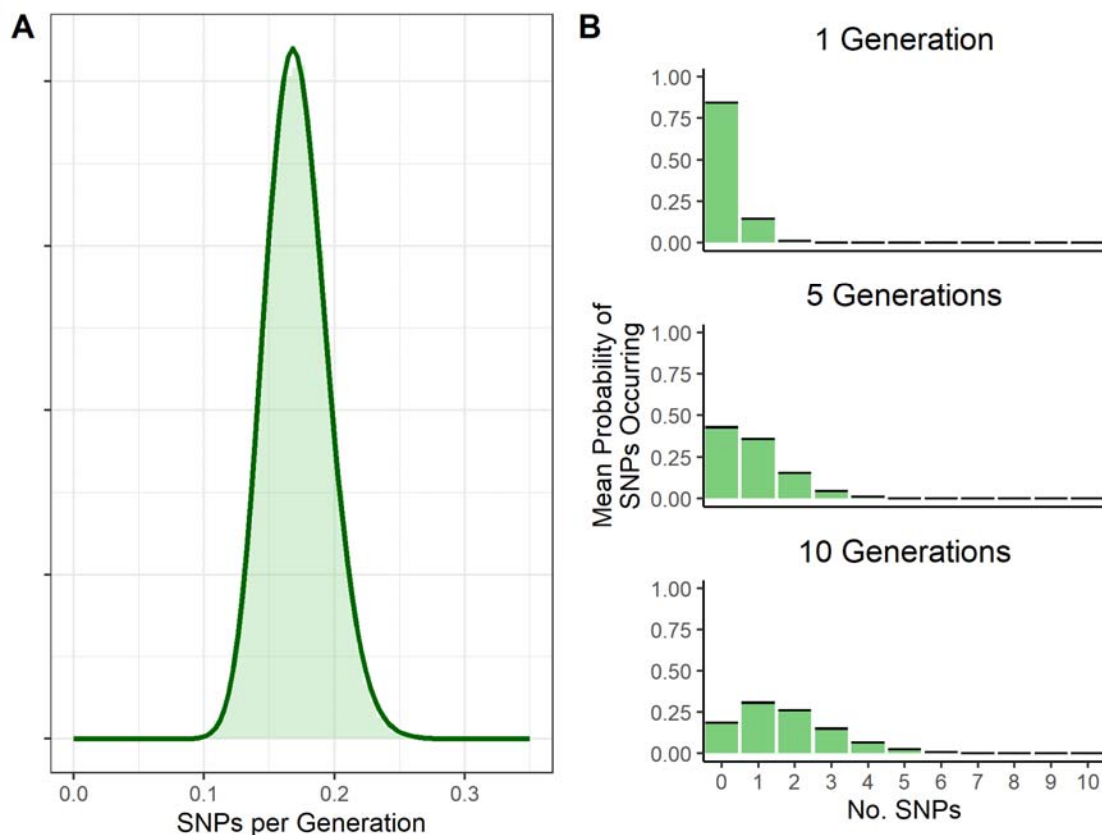 A
0.0 0.1 0.2 0.3
SNPs per Generation
B
Mean Probability of
SNPs Occurring
1 Generation
1.00
0.75
0.50
0.25
0.00
5 Generations
1.00
0.75
0.50
0.25
0.00
10 Generations
1.00
0.75
0.50
0.25
0.00
0 1 2 3 4 5 6 7 8 9 10
No. SNPs